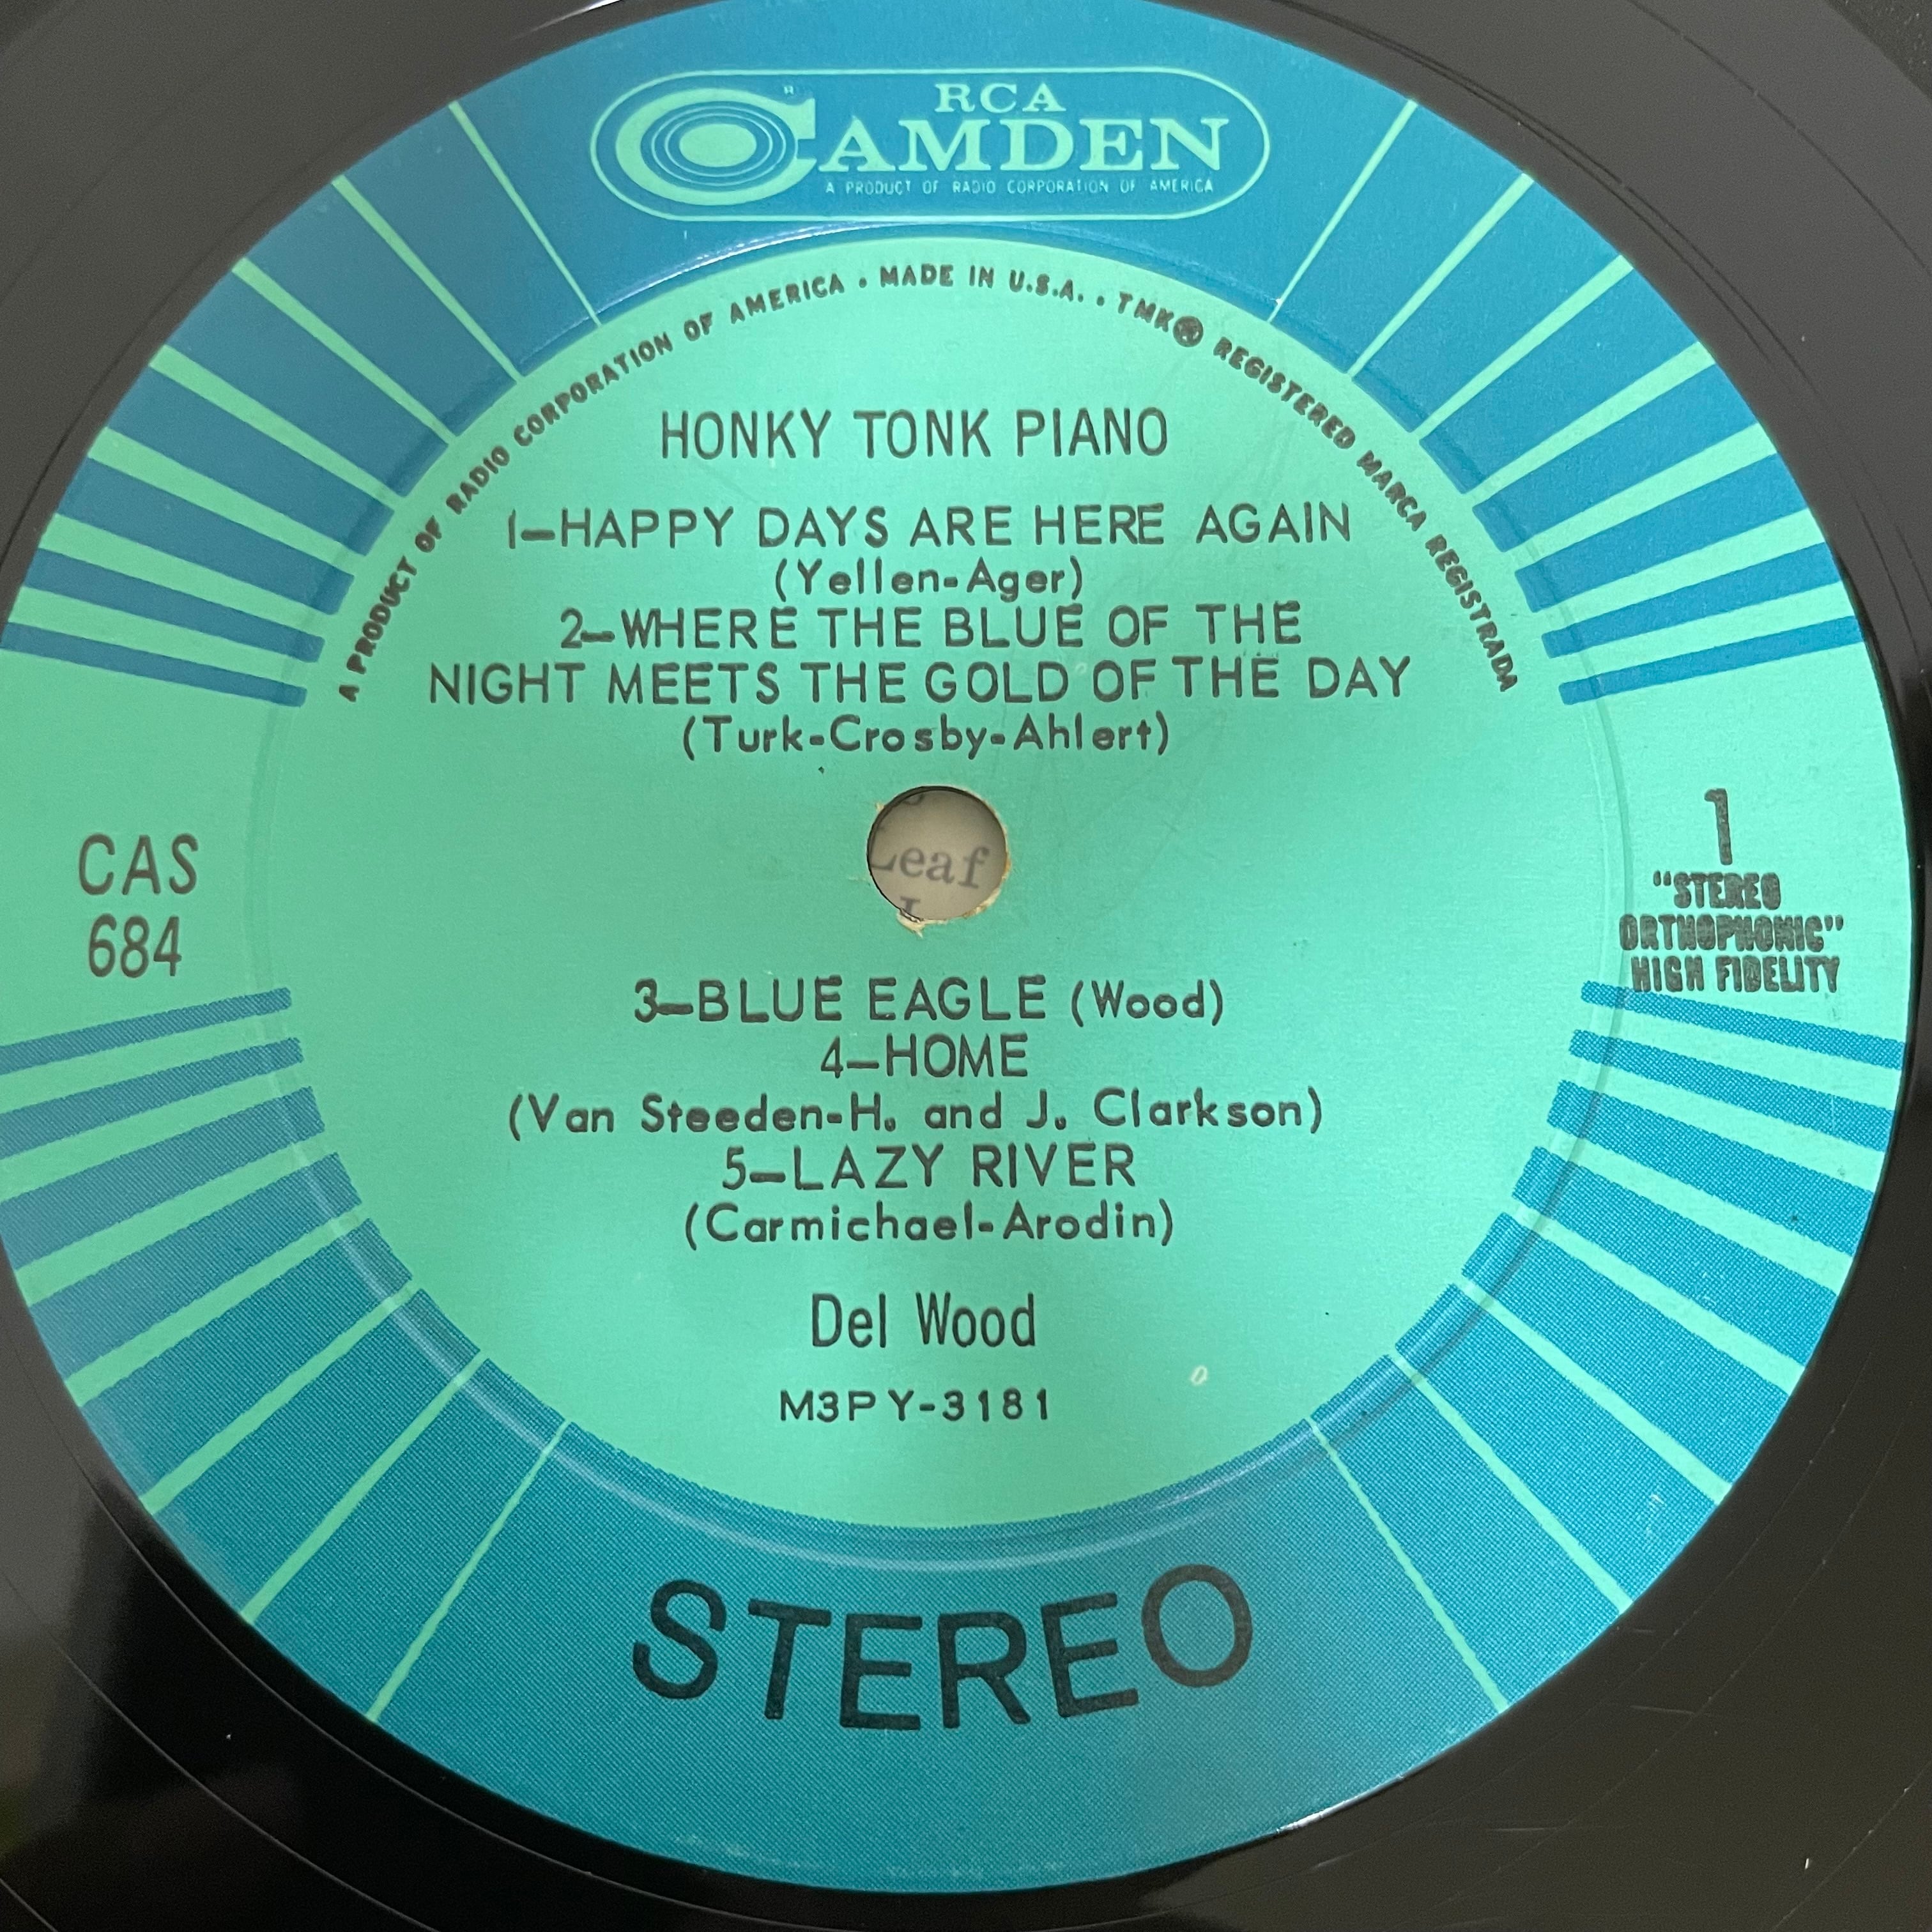 RCA
CAMDEN
A PRODUCT OF RADIO CORPORATION OF AMERICA
A PRODUCT OF RADIO CORPORATION OF AMERICA • MADE IN U.S.A. • TMK® REGISTERED MARCA REGISTRADA
HONKY TONK PIANO
1—HAPPY DAYS ARE HERE AGAIN
(Yellen-Ager)
2—WHERE THE BLUE OF THE
NIGHT MEETS THE GOLD OF THE DAY
(Turk-Crosby-Ahlert)
CAS
684
Leaf
1
"STEREO
ORTHOPHONIC"
HIGH FIDELITY
3—BLUE EAGLE (Wood)
4—HOME
(Van Steeden-H. and J. Clarkson)
5—LAZY RIVER
(Carmichael-Arodin)
Del Wood
M3PY-3181
STEREO